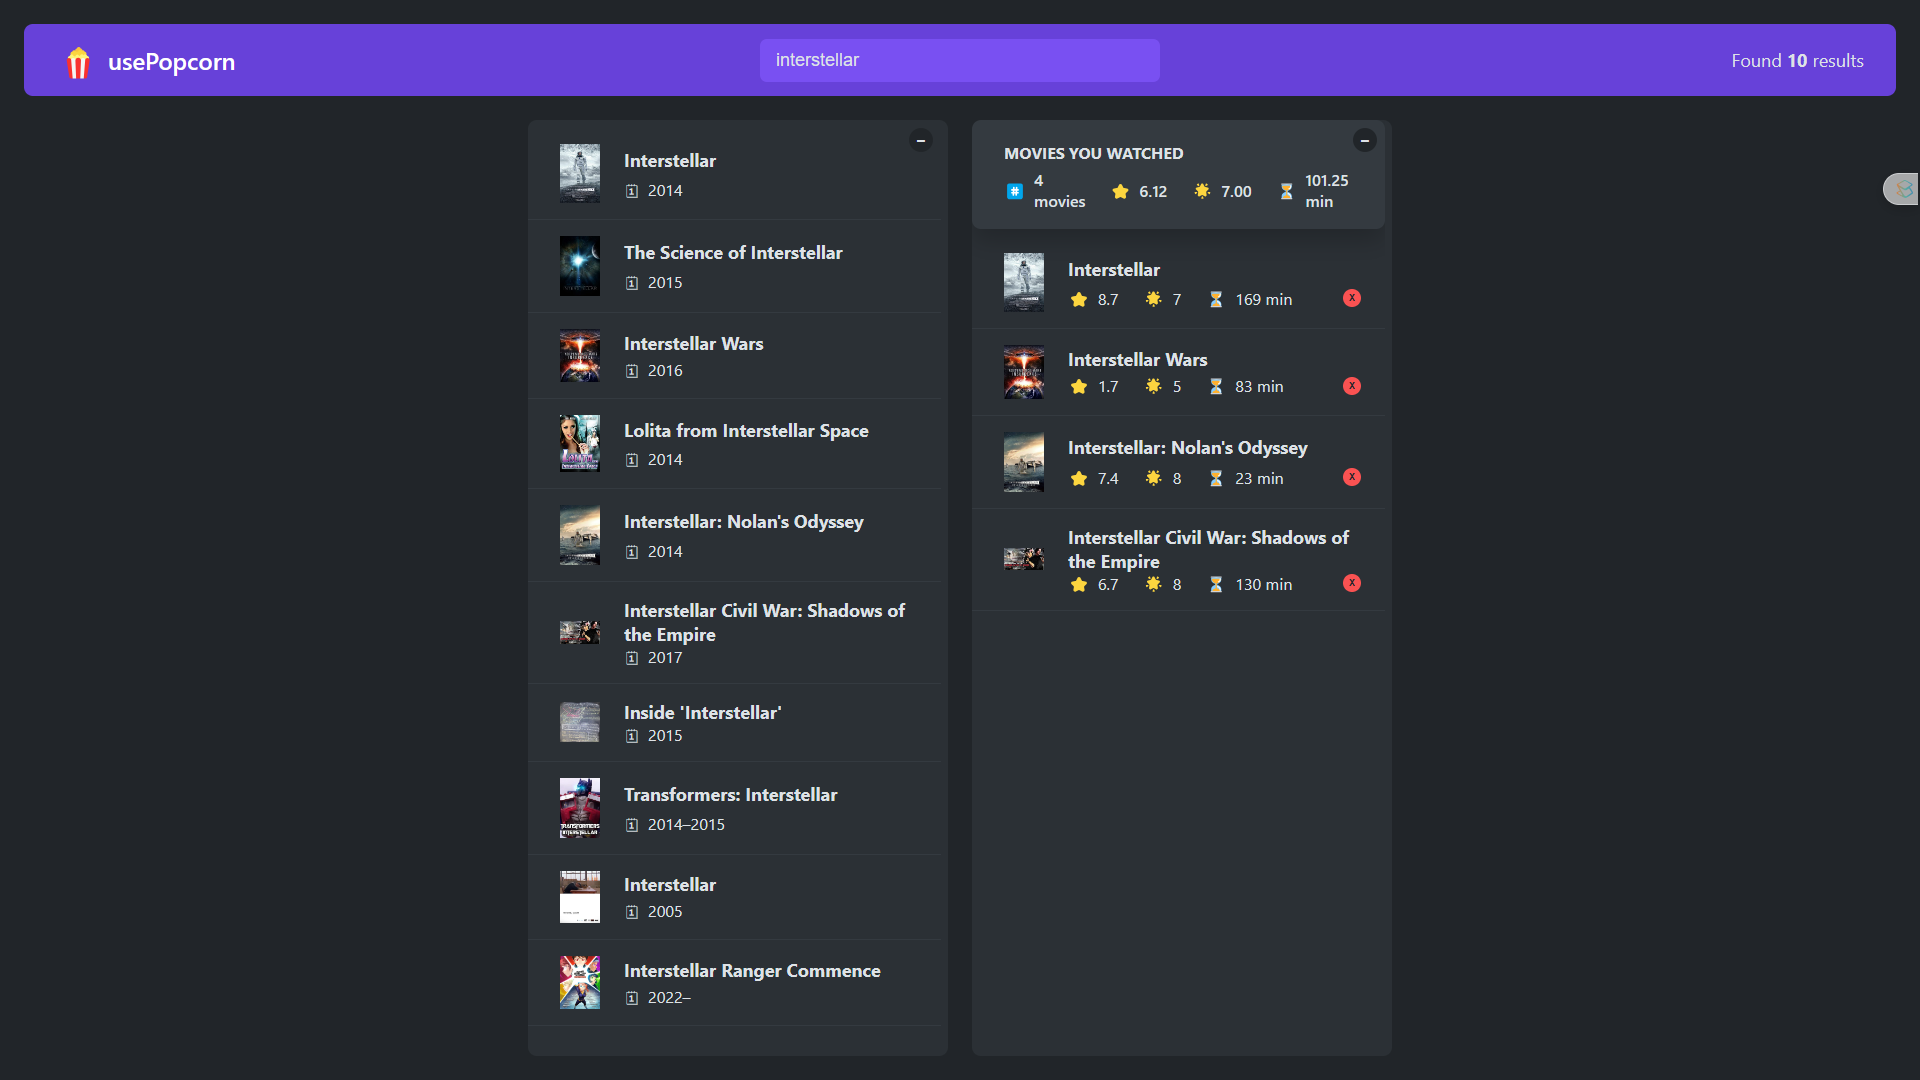 usePopcorn
interstellar
Found 10 results
–
Interstellar
2014
The Science of Interstellar
2015
Interstellar Wars
2016
Lolita from Interstellar Space
2014
Interstellar: Nolan's Odyssey
2014
Interstellar Civil War: Shadows of
the Empire
2017
Inside 'Interstellar'
2015
Transformers: Interstellar
2014–2015
Interstellar
2005
Interstellar Ranger Commence
2022–
–
MOVIES YOU WATCHED
# 4 movies 6.12 7.00 101.25 min
Interstellar
8.7 7 169 min X
Interstellar Wars
1.7 5 83 min X
Interstellar: Nolan's Odyssey
7.4 8 23 min X
Interstellar Civil War: Shadows of
the Empire
6.7 8 130 min X